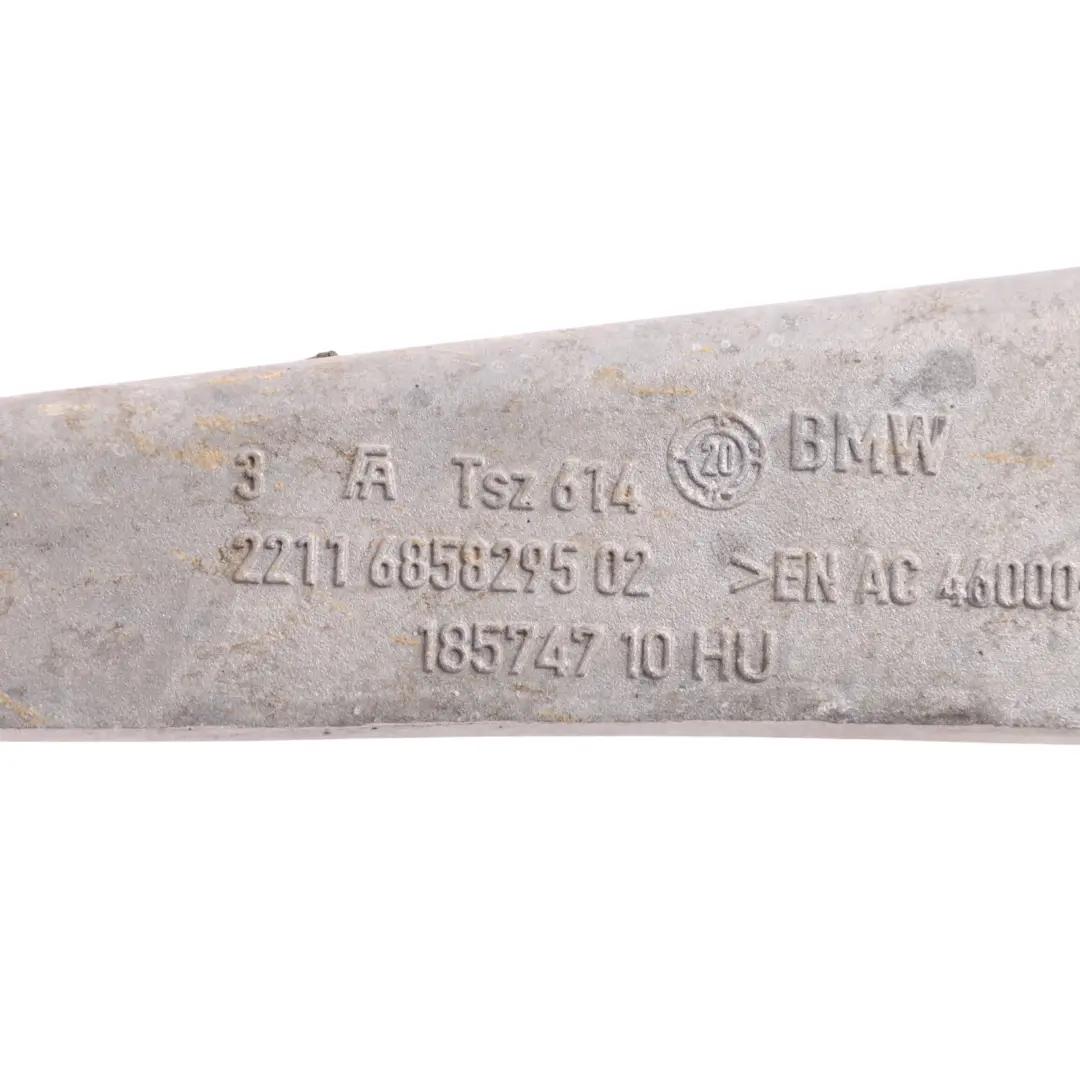 3 A Tsz 614 20 BMW
2211 6858295 02 >EN AC 46000
185747 10 HU